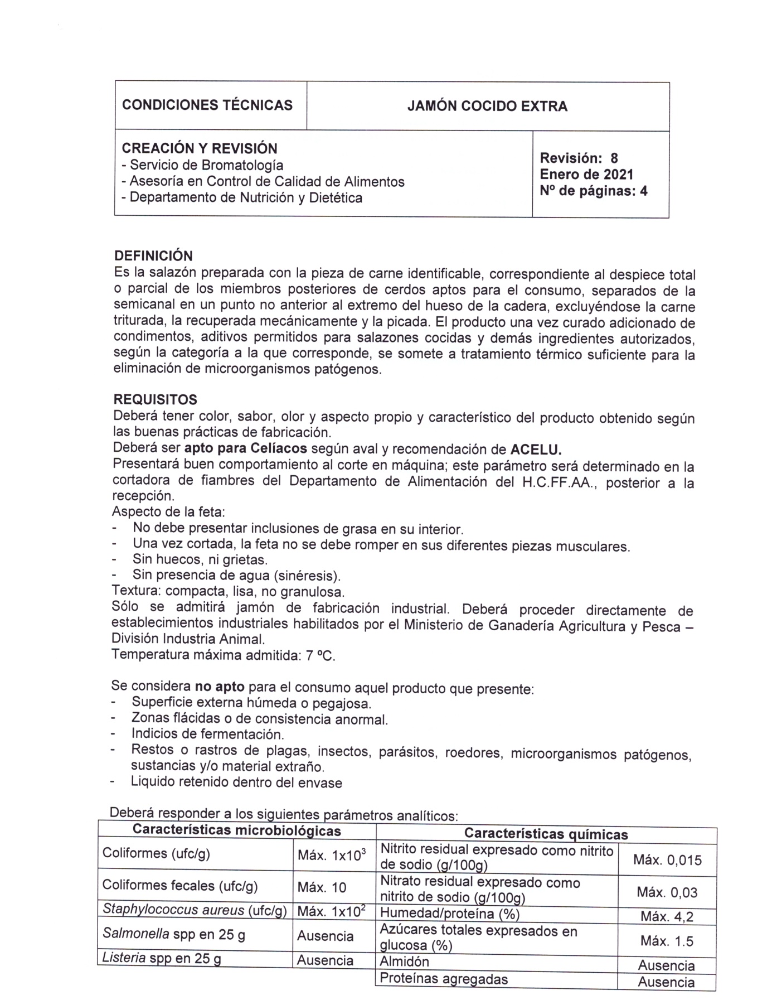 CONDICIONES TÉCNICAS
JAMÓN COCIDO EXTRA
CREACIÓN Y REVISIÓN
- Servicio de Bromatología
- Asesoría en Control de Calidad de Alimentos
- Departamento de Nutrición y Dietética
Revisión: 8
Enero de 2021
Nº de páginas: 4
DEFINICIÓN
Es la salazón preparada con la pieza de carne identificable, correspondiente al despiece total
o parcial de los miembros posteriores de cerdos aptos para el consumo, separados de la
semicanal en un punto no anterior al extremo del hueso de la cadera, excluyéndose la carne
triturada, la recuperada mecánicamente y la picada. El producto una vez curado adicionado de
condimentos, aditivos permitidos para salazones cocidas y demás ingredientes autorizados,
según la categoría a la que corresponde, se somete a tratamiento térmico suficiente para la
eliminación de microorganismos patógenos.
REQUISITOS
Deberá tener color, sabor, olor y aspecto propio y característico del producto obtenido según
las buenas prácticas de fabricación.
Deberá ser apto para Celíacos según aval y recomendación de ACELU.
Presentará buen comportamiento al corte en máquina; este parámetro será determinado en la
cortadora de fiambres del Departamento de Alimentación del H.C.FF.AA., posterior a la
recepción.
Aspecto de la feta:
- No debe presentar inclusiones de grasa en su interior.
- Una vez cortada, la feta no se debe romper en sus diferentes piezas musculares.
- Sin huecos, ni grietas.
- Sin presencia de agua (sinéresis).
Textura: compacta, lisa, no granulosa.
Sólo se admitirá jamón de fabricación industrial. Deberá proceder directamente de
establecimientos industriales habilitados por el Ministerio de Ganadería Agricultura y Pesca –
División Industria Animal.
Temperatura máxima admitida: 7 ºC.
Se considera no apto para el consumo aquel producto que presente:
- Superficie externa húmeda o pegajosa.
- Zonas flácidas o de consistencia anormal.
- Indicios de fermentación.
- Restos o rastros de plagas, insectos, parásitos, roedores, microorganismos patógenos,
sustancias y/o material extraño.
- Liquido retenido dentro del envase
Deberá responder a los siguientes parámetros analíticos:
Características microbiológicas
Características químicas
Coliformes (ufc/g)
Máx. 1x10³
Nitrito residual expresado como nitrito
de sodio (g/100g)
Máx. 0,015
Coliformes fecales (ufc/g)
Máx. 10
Nitrato residual expresado como
nitrito de sodio (g/100g)
Máx. 0,03
Staphylococcus aureus (ufc/g)
Máx. 1x10²
Humedad/proteína (%)
Máx. 4,2
Salmonella spp en 25 g
Ausencia
Azúcares totales expresados en
glucosa (%)
Máx. 1.5
Listeria spp en 25 g
Ausencia
Almidón
Ausencia
Proteínas agregadas
Ausencia